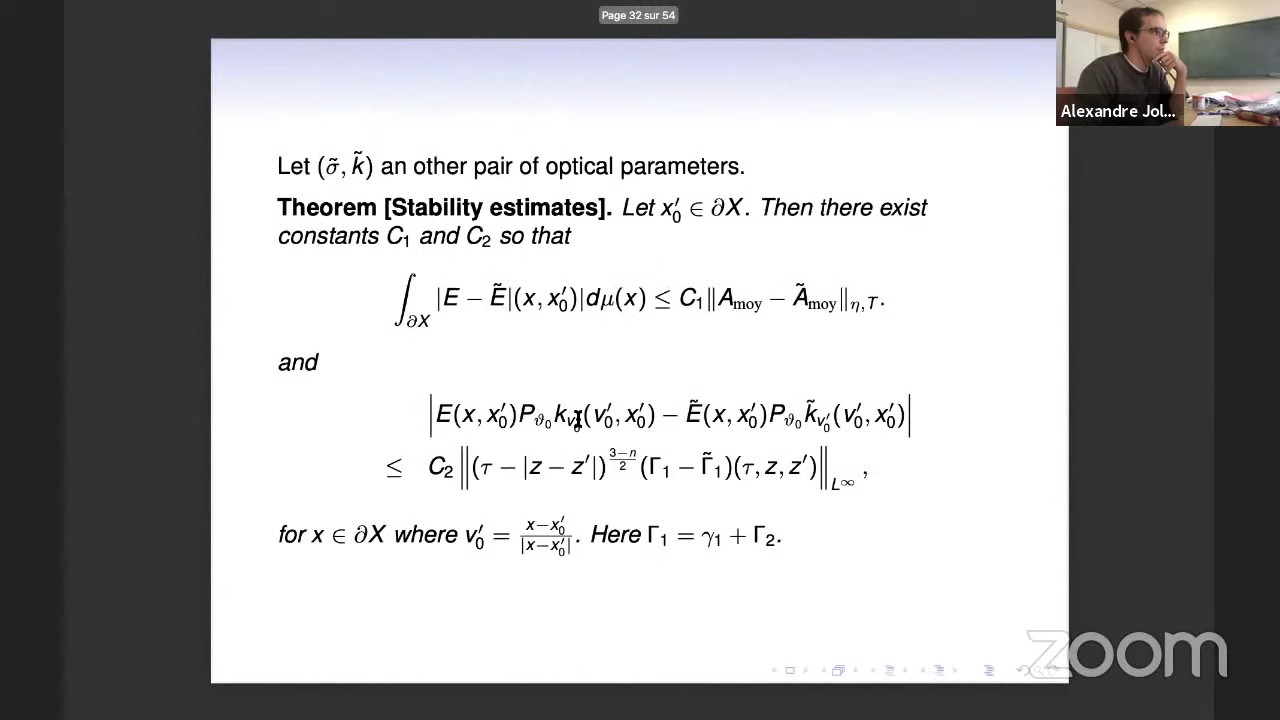 Page 32 sur 54
Alexandre Jol...
Let (σ̃, k̃) an other pair of optical parameters.
Theorem [Stability estimates]. Let x′₀ ∈ ∂X. Then there exist
constants C₁ and C₂ so that
∫_{∂X} |E − Ẽ|(x, x′₀)|dμ(x) ≤ C₁‖A_moy − Ã_moy‖_{η,T}.
and
|E(x, x′₀)P_{ϑ₀}k_{v′₀}(v′₀, x′₀) − Ẽ(x, x′₀)P_{ϑ₀}k̃_{v′₀}(v′₀, x′₀)|
≤ C₂‖(τ − |z − z′|)^{(3−n)/2}(Γ₁ − Γ̃₁)(τ, z, z′)‖_{L^∞},
for x ∈ ∂X where v′₀ = (x−x′₀)/|x−x′₀|. Here Γ₁ = γ₁ + Γ₂.
zoom